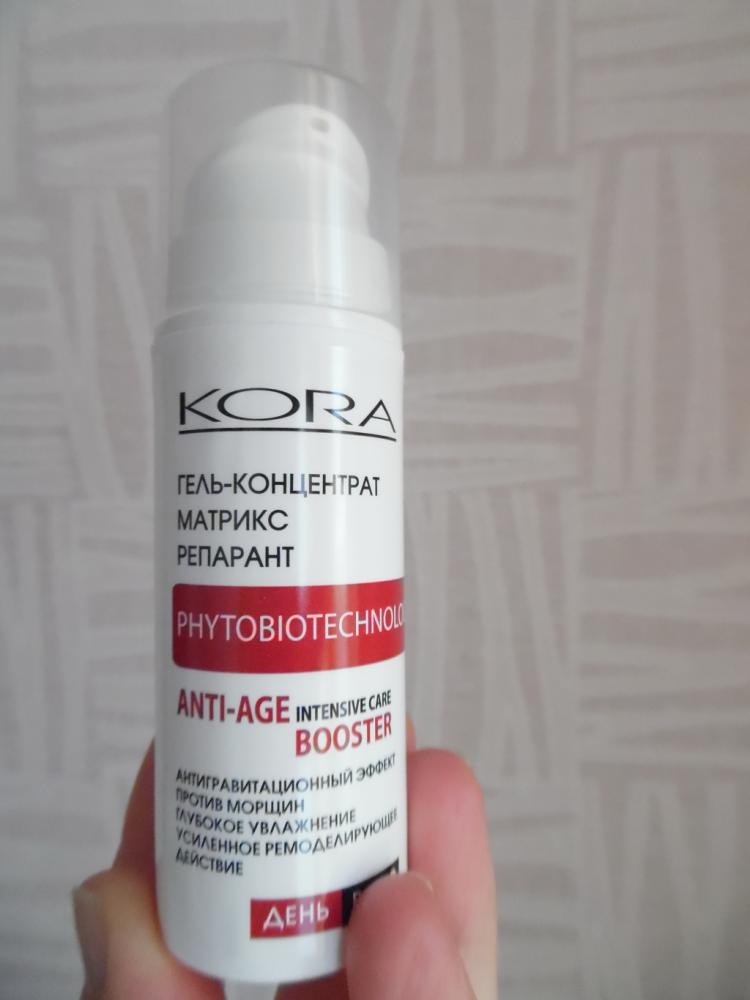 KORA
ГЕЛЬ-КОНЦЕНТРАТ
МАТРИКС
РЕПАРАНТ
PHYTOBIOTECHNOLO
ANTI-AGE INTENSIVE CARE
BOOSTER
АНТИГРАВИТАЦИОННЫЙ ЭФФЕКТ
ПРОТИВ МОРЩИН
ГЛУБОКОЕ УВЛАЖНЕНИЕ
УСИЛЕННОЕ РЕМОДЕЛИРУЮЩЕЕ
ДЕЙСТВИЕ
ДЕНЬ